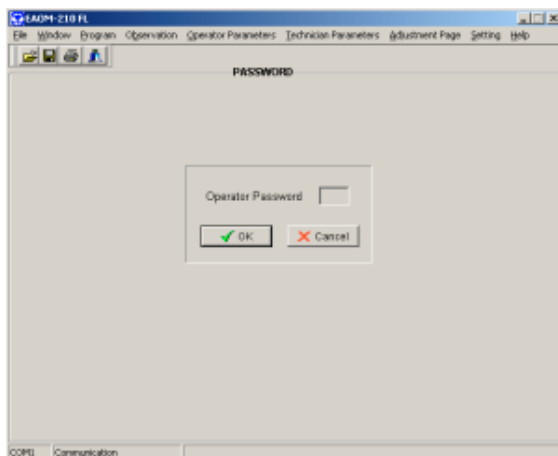 EAOM-210 FL
File Window Program Observation Operator Parameters Technician Parameters Adjustment Page Setting Help
PASSWORD
Operator Password
OK Cancel
COM1 Communication